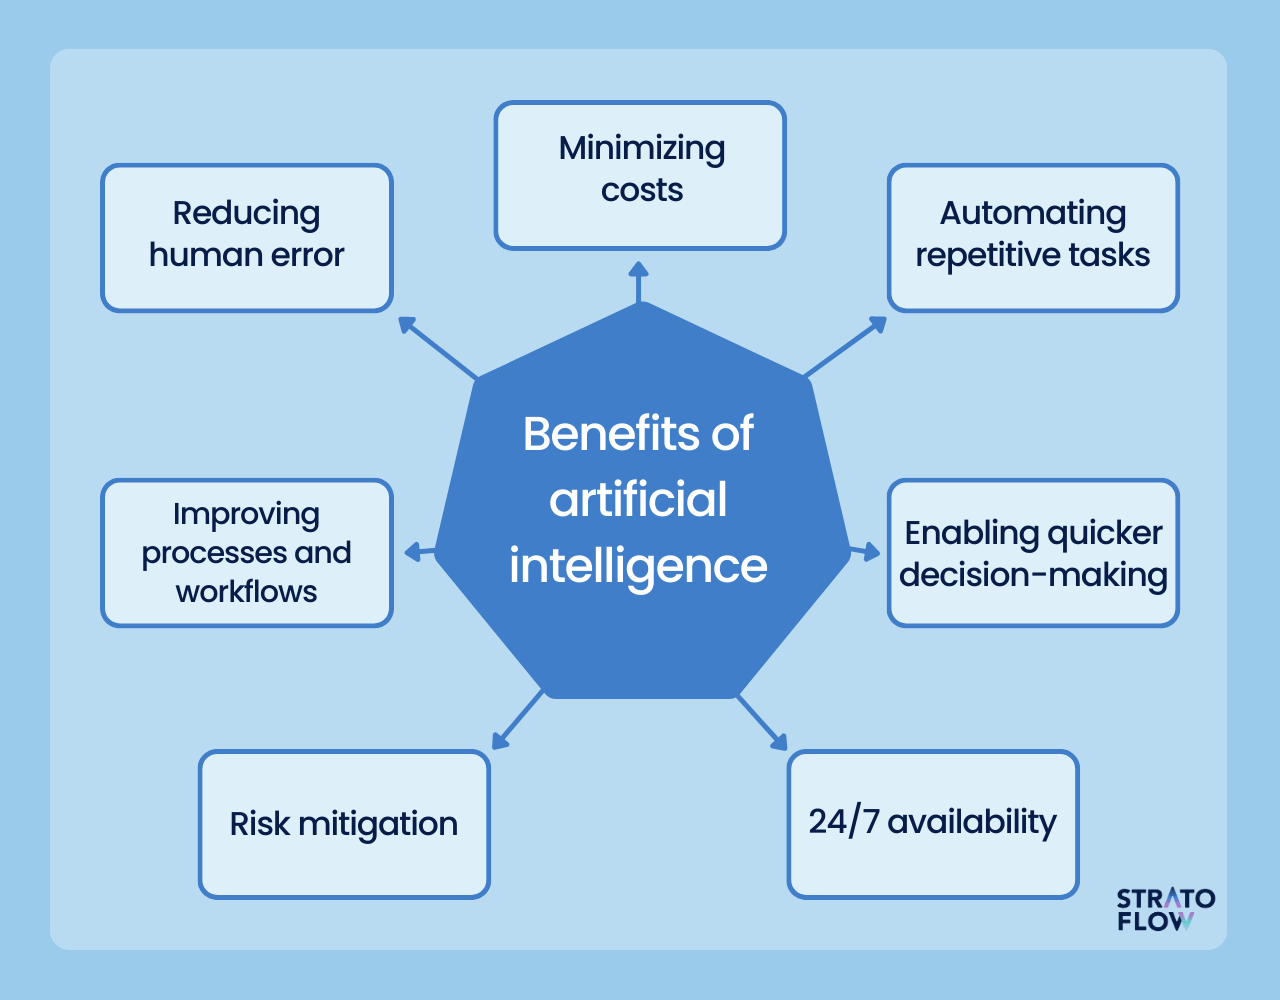 Minimizing
costs
Reducing
human error
Automating
repetitive tasks
Benefits of
artificial
intelligence
Improving
processes and
workflows
Enabling quicker
decision-making
Risk mitigation
24/7 availability
STRATO
FLOW